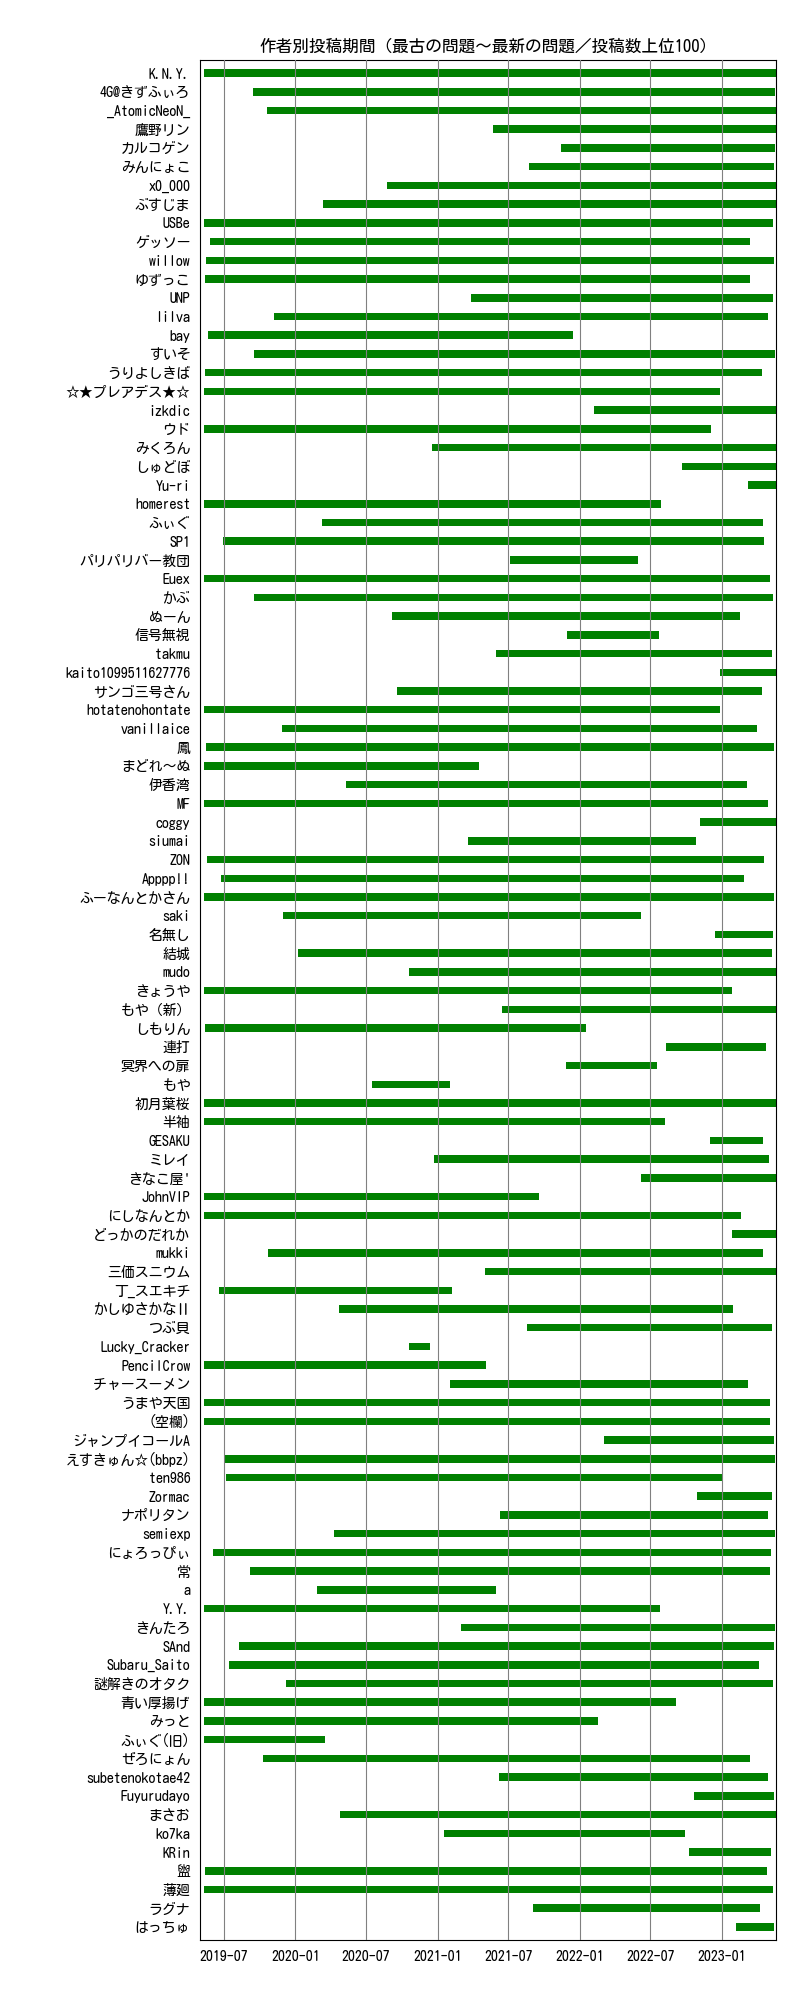 作者別投稿期間（最古の問題～最新の問題／投稿数上位100）
K.N.Y.
4G@きずふぃろ
_AtomicNeoN_
鷹野リン
カルコゲン
みんにょこ
x0_000
ぶすじま
USBe
ゲッソー
willow
ゆずっこ
UNP
lilva
bay
すいそ
うりよしきば
☆★プレアデス★☆
izkdic
ウド
みくろん
しゅどぼ
Yu-ri
homerest
ふぃぐ
SP1
パリパリバー教団
Euex
かぶ
ぬーん
信号無視
takmu
kaito1099511627776
サンゴ三号さん
hotatenohontate
vanillaice
鳳
まどれ～ぬ
伊香湾
MF
coggy
siumai
ZON
AppppII
ふーなんとかさん
saki
名無し
結城
mudo
きょうや
もや（新）
しもりん
連打
冥界への扉
もや
初月葉桜
半袖
GESAKU
ミレイ
きなこ屋'
JohnVIP
にしなんとか
どっかのだれか
mukki
三価スニウム
丁_スエキチ
かしゆさかなⅡ
つぶ貝
Lucky_Cracker
PencilCrow
チャースーメン
うまや天国
(空欄)
ジャンプイコールA
えすきゅん☆(bbpz)
ten986
Zormac
ナポリタン
semiexp
にょろっぴぃ
常
a
Y.Y.
きんたろ
SAnd
Subaru_Saito
謎解きのオタク
青い厚揚げ
みっと
ふぃぐ(旧)
ぜろにょん
subetenokotae42
Fuyurudayo
まさお
ko7ka
KRin
盥
薄廻
ラグナ
はっちゅ
2019-07 2020-01 2020-07 2021-01 2021-07 2022-01 2022-07 2023-01